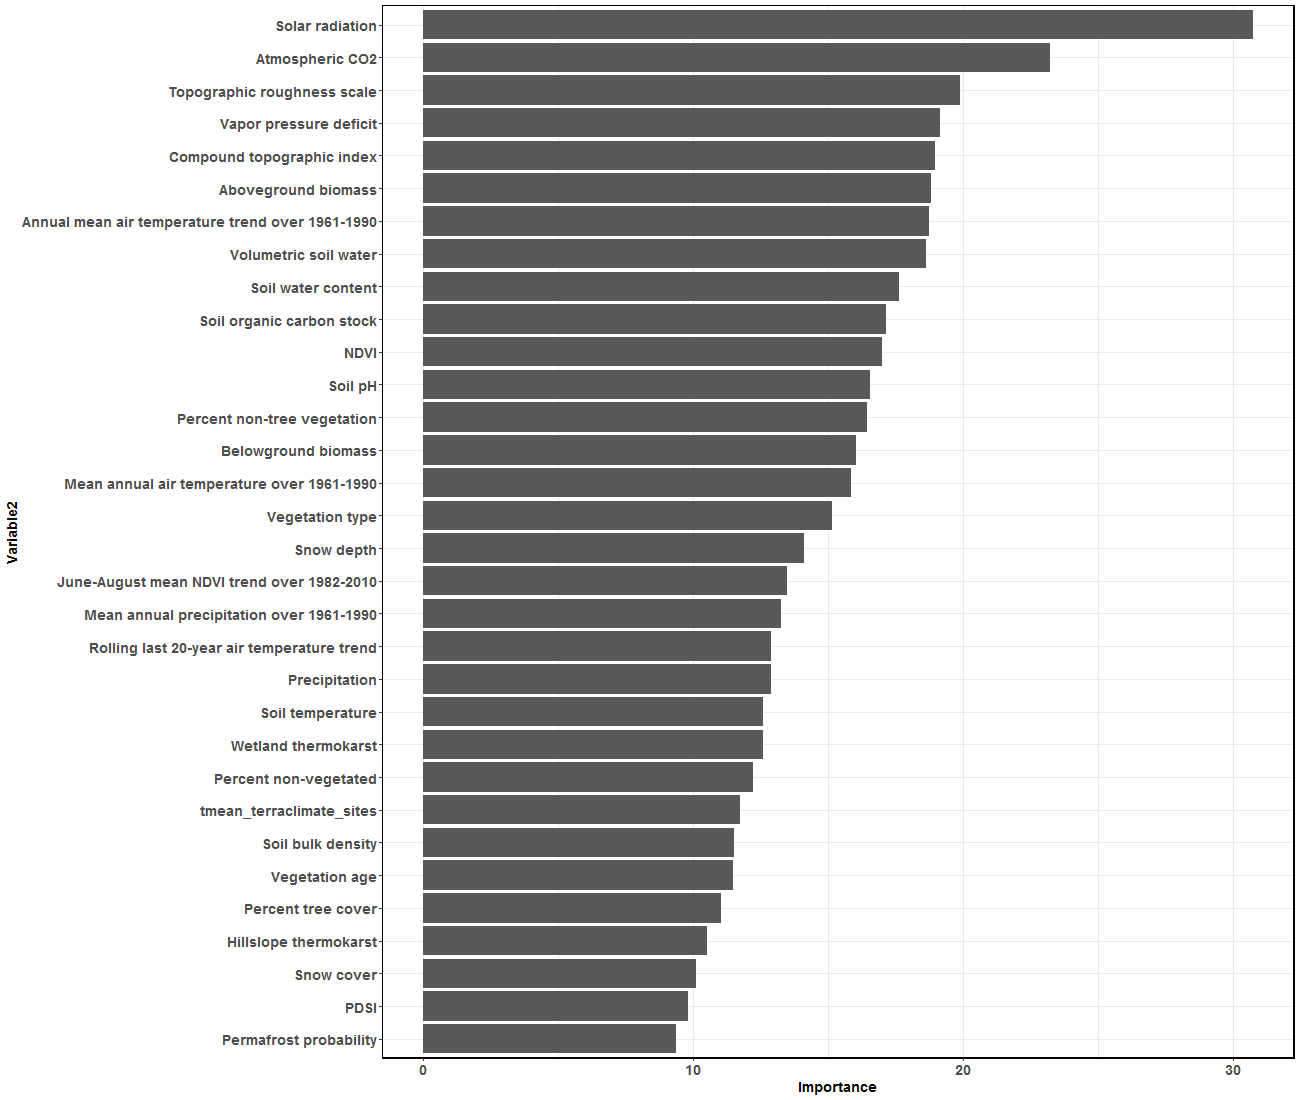 Solar radiation
Atmospheric CO2
Topographic roughness scale
Vapor pressure deficit
Compound topographic index
Aboveground biomass
Annual mean air temperature trend over 1961-1990
Volumetric soil water
Soil water content
Soil organic carbon stock
NDVI
Soil pH
Percent non-tree vegetation
Belowground biomass
Mean annual air temperature over 1961-1990
Vegetation type
Snow depth
June-August mean NDVI trend over 1982-2010
Mean annual precipitation over 1961-1990
Rolling last 20-year air temperature trend
Precipitation
Soil temperature
Wetland thermokarst
Percent non-vegetated
tmean_terraclimate_sites
Soil bulk density
Vegetation age
Percent tree cover
Hillslope thermokarst
Snow cover
PDSI
Permafrost probability
Variable2
0 10 20 30
Importance